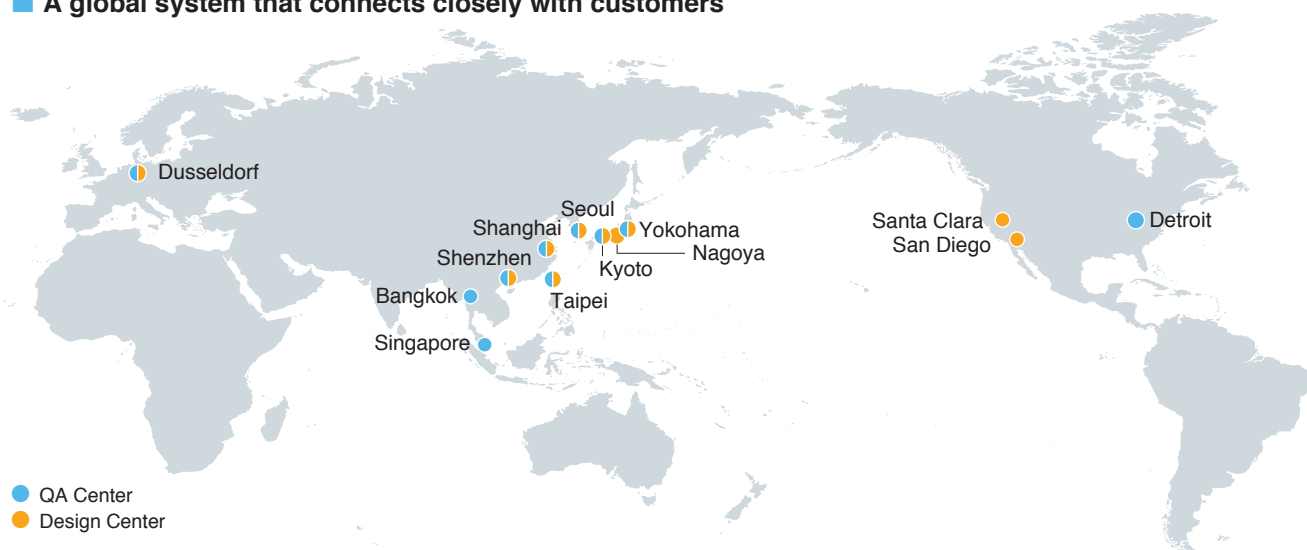 A global system that connects closely with customers
Dusseldorf
Seoul
Shanghai
Yokohama
Nagoya
Shenzhen
Kyoto
Bangkok
Taipei
Singapore
Santa Clara
Detroit
San Diego
QA Center
Design Center